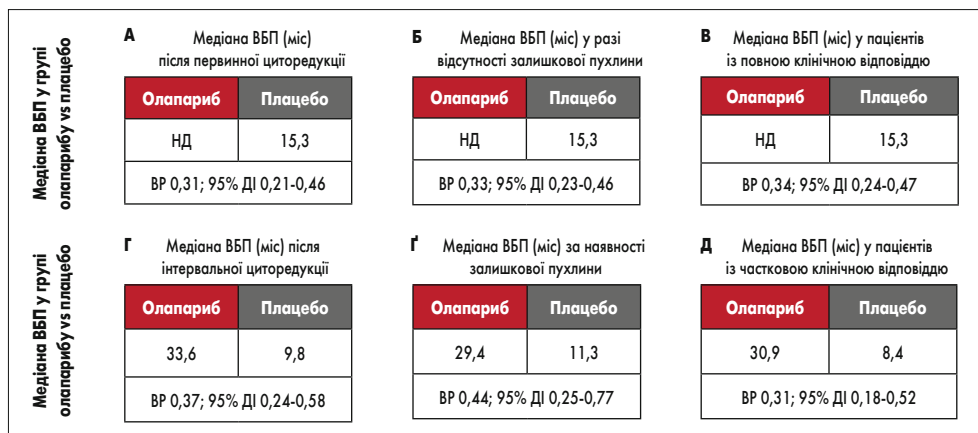 Медіана ВБП у групі
олапарибу vs плацебо
А Медіана ВБП (міс)
після первинної циторедукції
Олапариб Плацебо
НД 15,3
ВР 0,31; 95% ДІ 0,21-0,46
Б Медіана ВБП (міс) у разі
відсутності залишкової пухлини
Олапариб Плацебо
НД 15,3
ВР 0,33; 95% ДІ 0,23-0,46
В Медіана ВБП (міс) у пацієнтів
із повною клінічною відповіддю
Олапариб Плацебо
НД 15,3
ВР 0,34; 95% ДІ 0,24-0,47
Медіана ВБП у групі
олапарибу vs плацебо
Г Медіана ВБП (міс) після
інтервальної циторедукції
Олапариб Плацебо
33,6 9,8
ВР 0,37; 95% ДІ 0,24-0,58
Ґ Медіана ВБП (міс) за наявності
залишкової пухлини
Олапариб Плацебо
29,4 11,3
ВР 0,44; 95% ДІ 0,25-0,77
Д Медіана ВБП (міс) у пацієнтів
із частковою клінічною відповіддю
Олапариб Плацебо
30,9 8,4
ВР 0,31; 95% ДІ 0,18-0,52